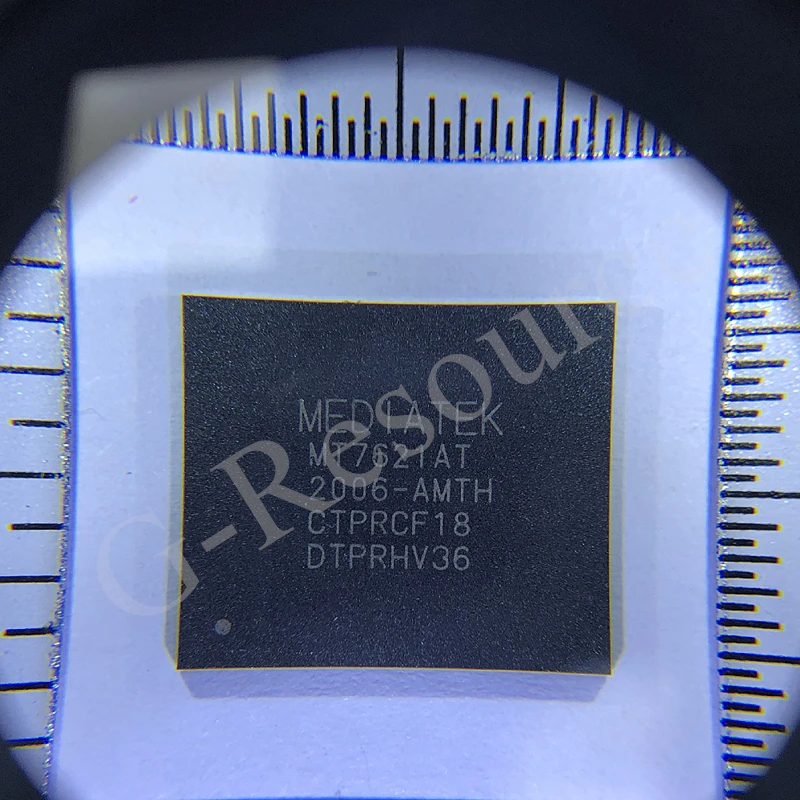 MEDIATEK
MT7621AT
2006-AMTH
CTPRCF18
DTPRHV36
G-Resour